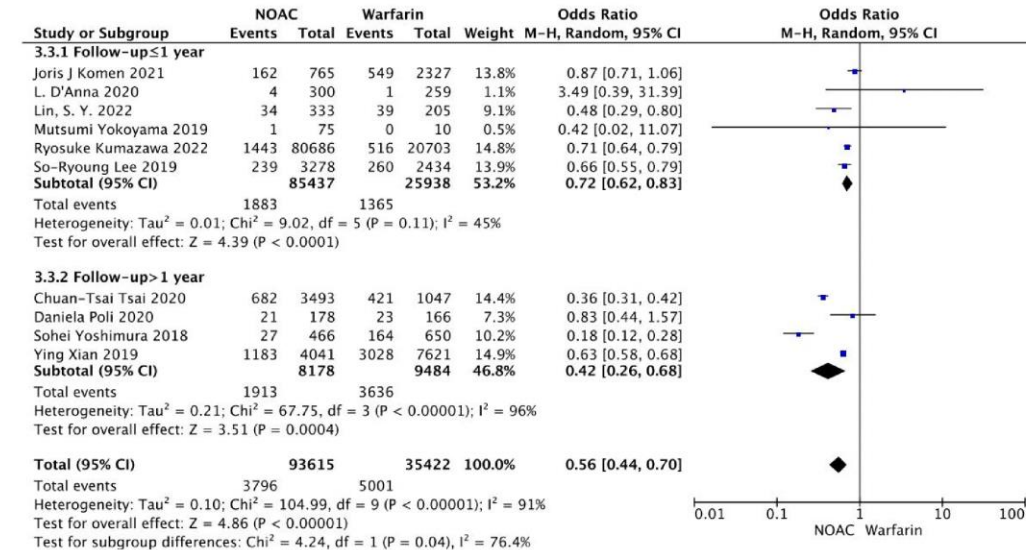 NOAC Warfarin Odds Ratio Odds Ratio
Study or Subgroup Events Total Events Total Weight M-H, Random, 95% CI M-H, Random, 95% CI
3.3.1 Follow-up≤1 year
Joris J Komen 2021 162 765 549 2327 13.8% 0.87 [0.71, 1.06]
L. D'Anna 2020 4 300 1 259 1.1% 3.49 [0.39, 31.39]
Lin, S. Y. 2022 34 333 39 205 9.1% 0.48 [0.29, 0.80]
Mutsumi Yokoyama 2019 1 75 0 10 0.5% 0.42 [0.02, 11.07]
Ryosuke Kumazawa 2022 1443 80686 516 20703 15.0% 0.71 [0.64, 0.79]
So-Ryoung Lee 2019 239 3278 260 2434 13.9% 0.66 [0.55, 0.79]
Subtotal (95% CI) 85437 25938 53.2% 0.72 [0.62, 0.83]
Total events 1883 1365
Heterogeneity: Tau² = 0.01; Chi² = 9.02, df = 5 (P = 0.11); I² = 45%
Test for overall effect: Z = 4.39 (P < 0.0001)
3.3.2 Follow-up>1 year
Chuan-Tsai Tsai 2020 682 3493 421 1047 14.4% 0.36 [0.31, 0.42]
Daniela Poli 2020 21 178 23 166 7.3% 0.83 [0.44, 1.57]
Sohei Yoshimura 2018 27 466 164 650 10.2% 0.18 [0.12, 0.28]
Ying Xian 2019 1183 4041 3028 7621 14.9% 0.63 [0.58, 0.68]
Subtotal (95% CI) 8178 9484 46.8% 0.42 [0.26, 0.68]
Total events 1913 3636
Heterogeneity: Tau² = 0.21; Chi² = 67.75, df = 3 (P < 0.00001); I² = 96%
Test for overall effect: Z = 3.51 (P = 0.0004)
Total (95% CI) 93615 35422 100.0% 0.56 [0.44, 0.70]
Total events 3796 5001
Heterogeneity: Tau² = 0.10; Chi² = 104.99, df = 9 (P < 0.00001); I² = 91%
Test for overall effect: Z = 4.86 (P < 0.00001)
Test for subgroup differences: Chi² = 4.24, df = 1 (P = 0.04), I² = 76.4%
0.01 0.1 1 10 100
NOAC Warfarin